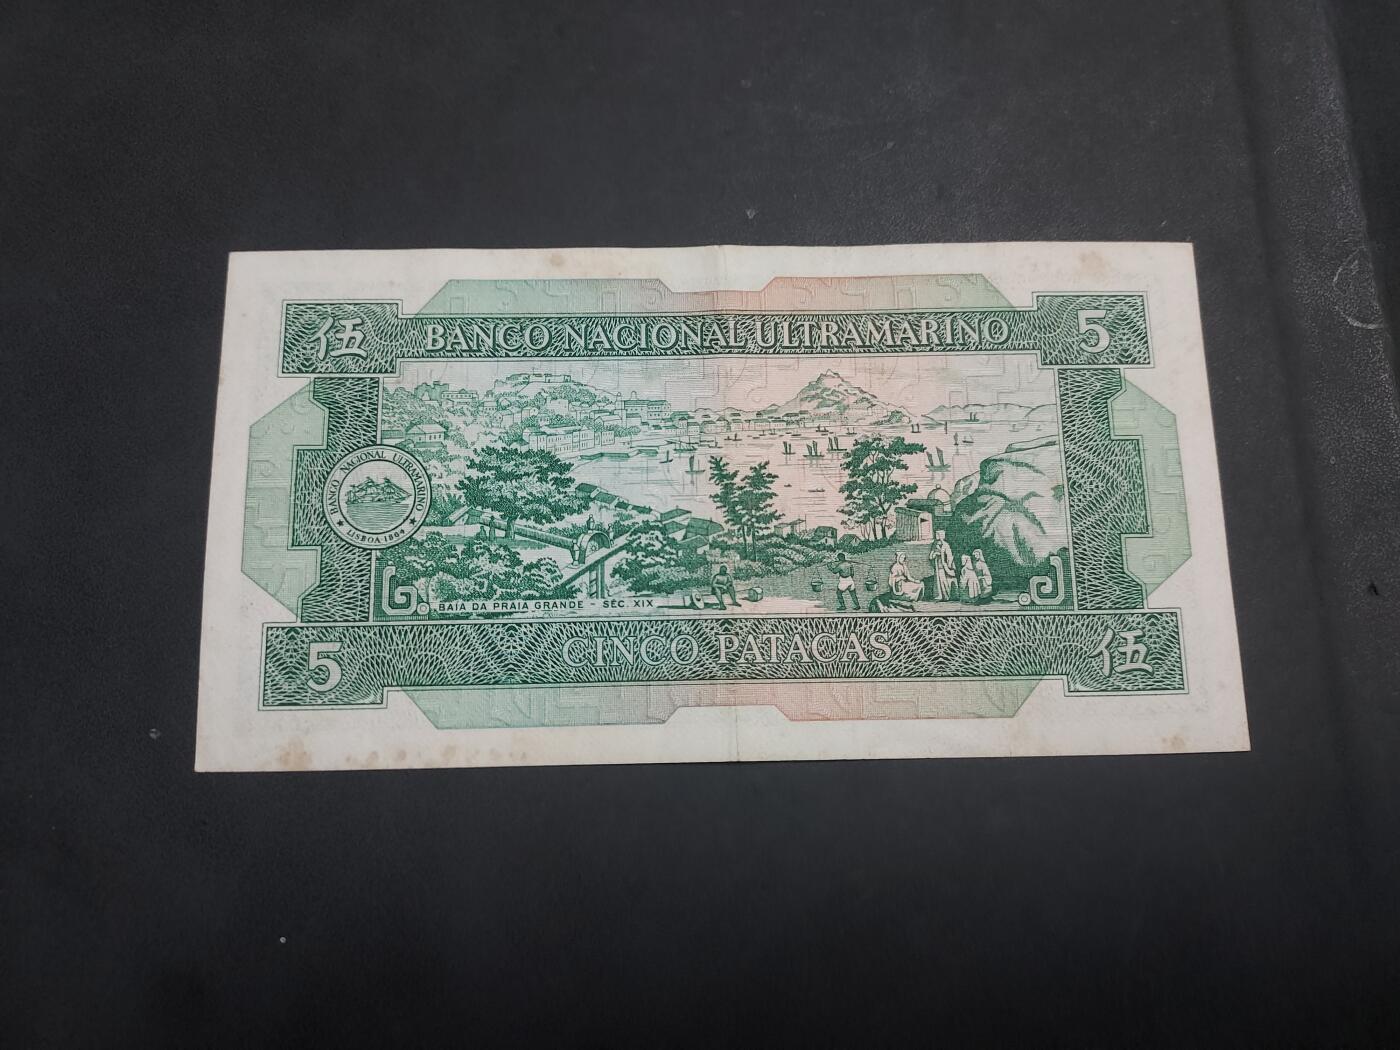 伍 BANCO NACIONAL ULTRAMARINO 5
BANCO NACIONAL ULTRAMARINO
★ LISBOA·1864 ★
BAÍA DA PRAIA GRANDE - SÉC. XIX
5 CINCO PATACAS 伍